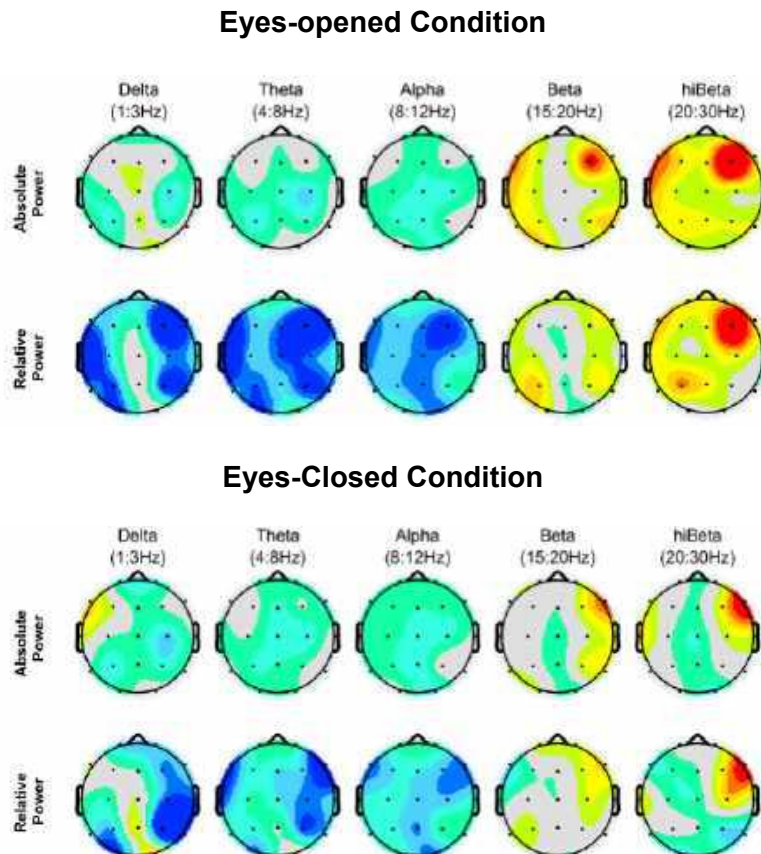 Eyes-opened Condition
Delta Theta Alpha Beta hiBeta
(1:3Hz) (4:8Hz) (8:12Hz) (15:20Hz) (20:30Hz)
Absolute
Power
Relative
Power
Eyes-Closed Condition
Delta Theta Alpha Beta hiBeta
(1:3Hz) (4:8Hz) (8:12Hz) (15:20Hz) (20:30Hz)
Absolute
Power
Relative
Power